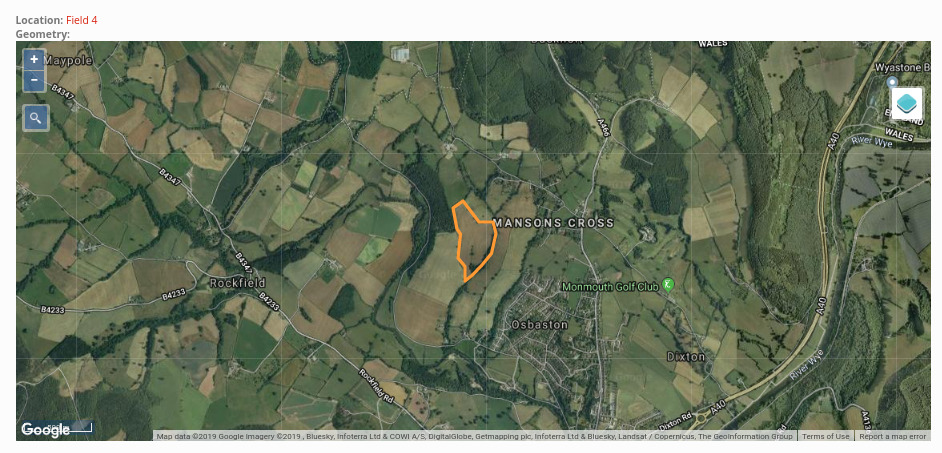 Location: Field 4
Geometry:
WALES
Maypole
Wyastone
B4347
A466
WALES
A40
River Wye
B4347
MANSONS CROSS
B4347
Rockfield
Monmouth Golf Club
B4233
B4233
B4233
A40
Osbaston
Dixton
River Wye
Rockfield Rd
A40
Dixton Rd
Google
Map data ©2019 Google Imagery ©2019 , Bluesky, Infoterra Ltd & COWI A/S, DigitalGlobe, Getmapping plc, Infoterra Ltd & Bluesky, Landsat / Copernicus, The GeoInformation Group
Terms of Use
Report a map error